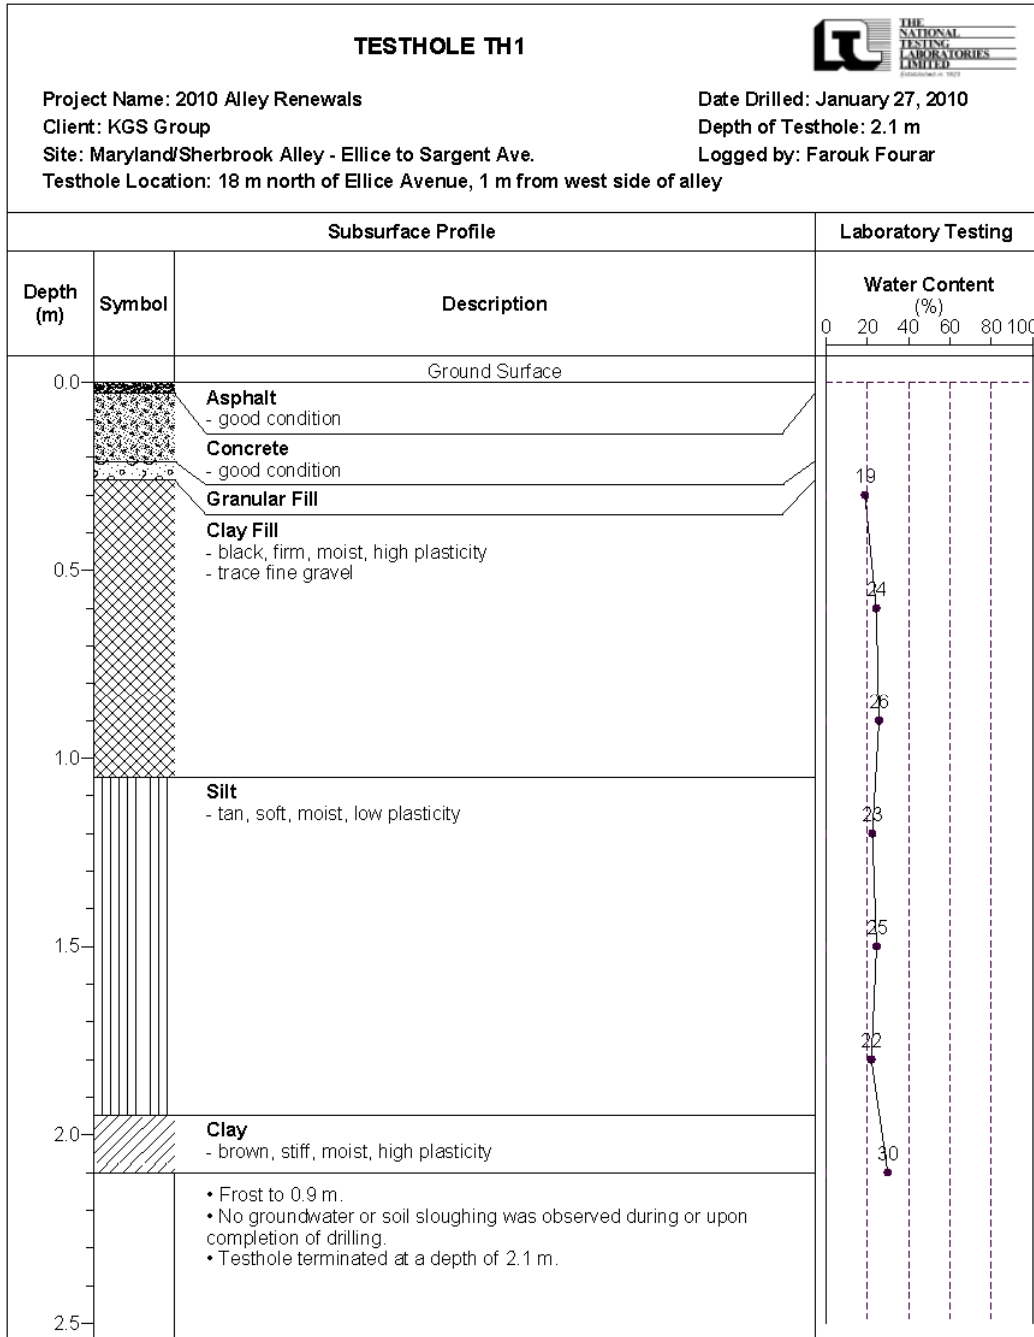 TESTHOLE TH1
THE
NATIONAL
TESTING
LABORATORIES
LIMITED
Established in 1923
Project Name: 2010 Alley Renewals
Date Drilled: January 27, 2010
Client: KGS Group
Depth of Testhole: 2.1 m
Site: Maryland/Sherbrook Alley - Ellice to Sargent Ave.
Logged by: Farouk Fourar
Testhole Location: 18 m north of Ellice Avenue, 1 m from west side of alley
Subsurface Profile
Laboratory Testing
Depth
(m)
Symbol
Description
Water Content
(%)
0 20 40 60 80 100
Ground Surface
0.0
Asphalt
- good condition
Concrete
- good condition
19
Granular Fill
Clay Fill
- black, firm, moist, high plasticity
0.5
- trace fine gravel
24
26
1.0
Silt
- tan, soft, moist, low plasticity
23
25
1.5
22
Clay
2.0
- brown, stiff, moist, high plasticity
30
• Frost to 0.9 m.
• No groundwater or soil sloughing was observed during or upon
completion of drilling.
• Testhole terminated at a depth of 2.1 m.
2.5